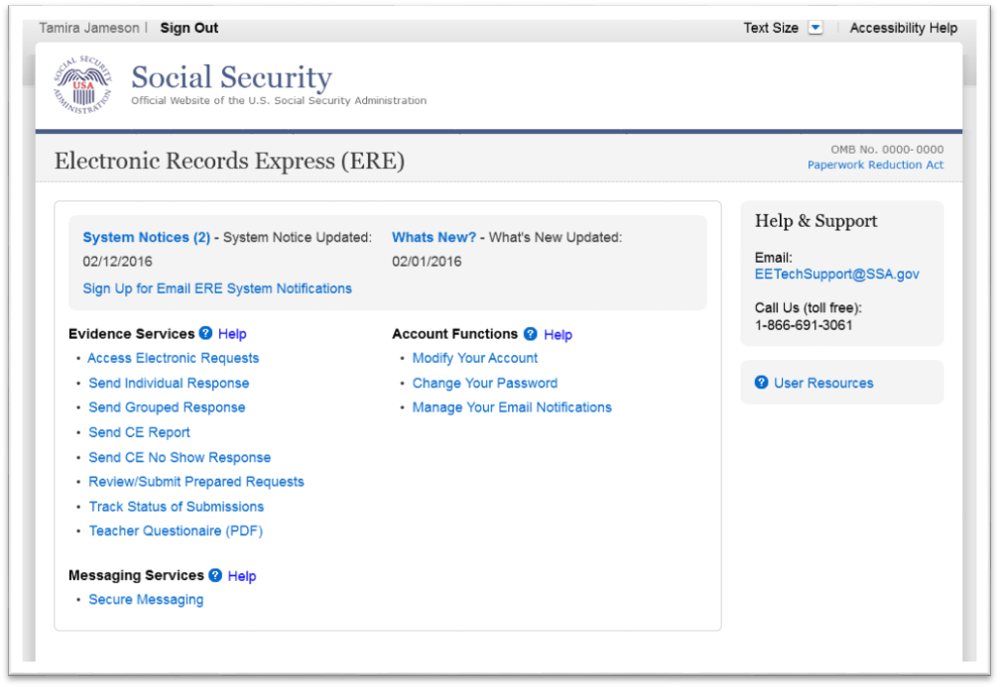 Tamira Jameson | Sign Out
Text Size
Accessibility Help
SOCIAL SECURITY ADMINISTRATION
USA
Social Security
Official Website of the U.S. Social Security Administration
Electronic Records Express (ERE)
OMB No. 0000-0000
Paperwork Reduction Act
System Notices (2) - System Notice Updated:
02/12/2016
Sign Up for Email ERE System Notifications
Whats New? - What's New Updated:
02/01/2016
Evidence Services ? Help
• Access Electronic Requests
• Send Individual Response
• Send Grouped Response
• Send CE Report
• Send CE No Show Response
• Review/Submit Prepared Requests
• Track Status of Submissions
• Teacher Questionaire (PDF)
Messaging Services ? Help
• Secure Messaging
Account Functions ? Help
• Modify Your Account
• Change Your Password
• Manage Your Email Notifications
Help & Support
Email:
EETechSupport@SSA.gov
Call Us (toll free):
1-866-691-3061
? User Resources